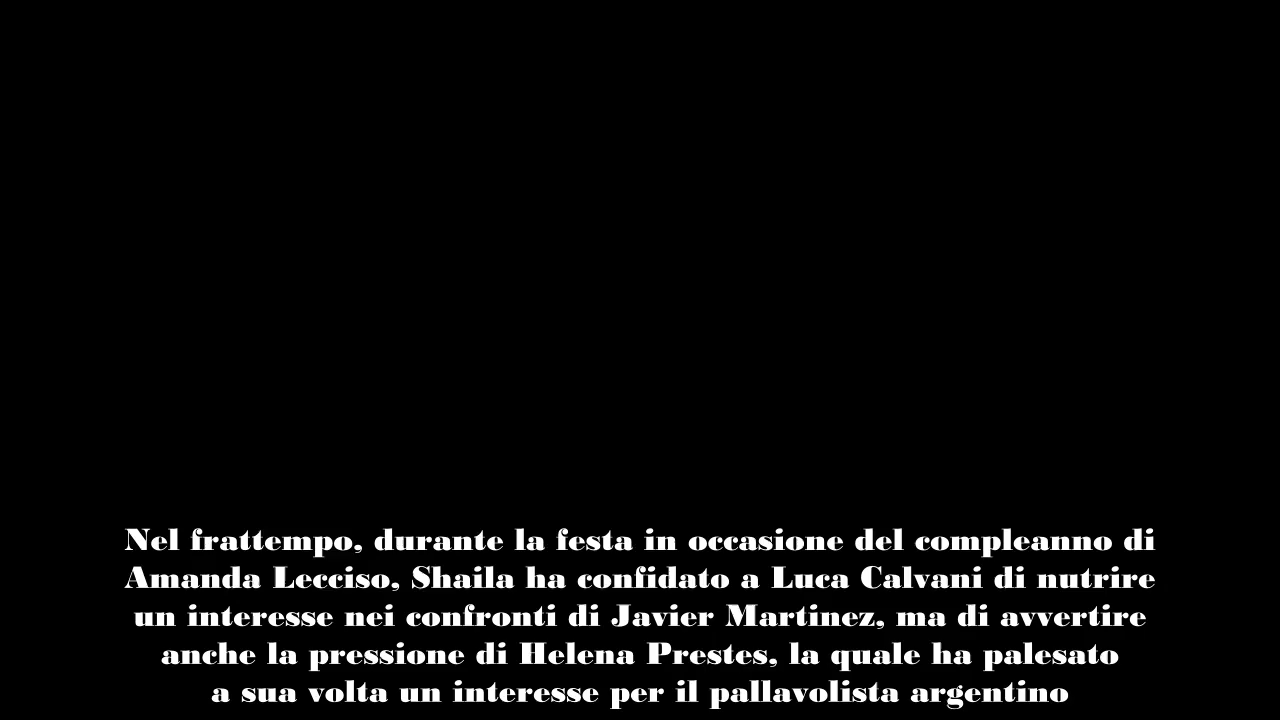 Nel frattempo, durante la festa in occasione del compleanno di
Amanda Lecciso, Shaila ha confidato a Luca Calvani di nutrire
un interesse nei confronti di Javier Martinez, ma di avvertire
anche la pressione di Helena Prestes, la quale ha palesato
a sua volta un interesse per il pallavolista argentino